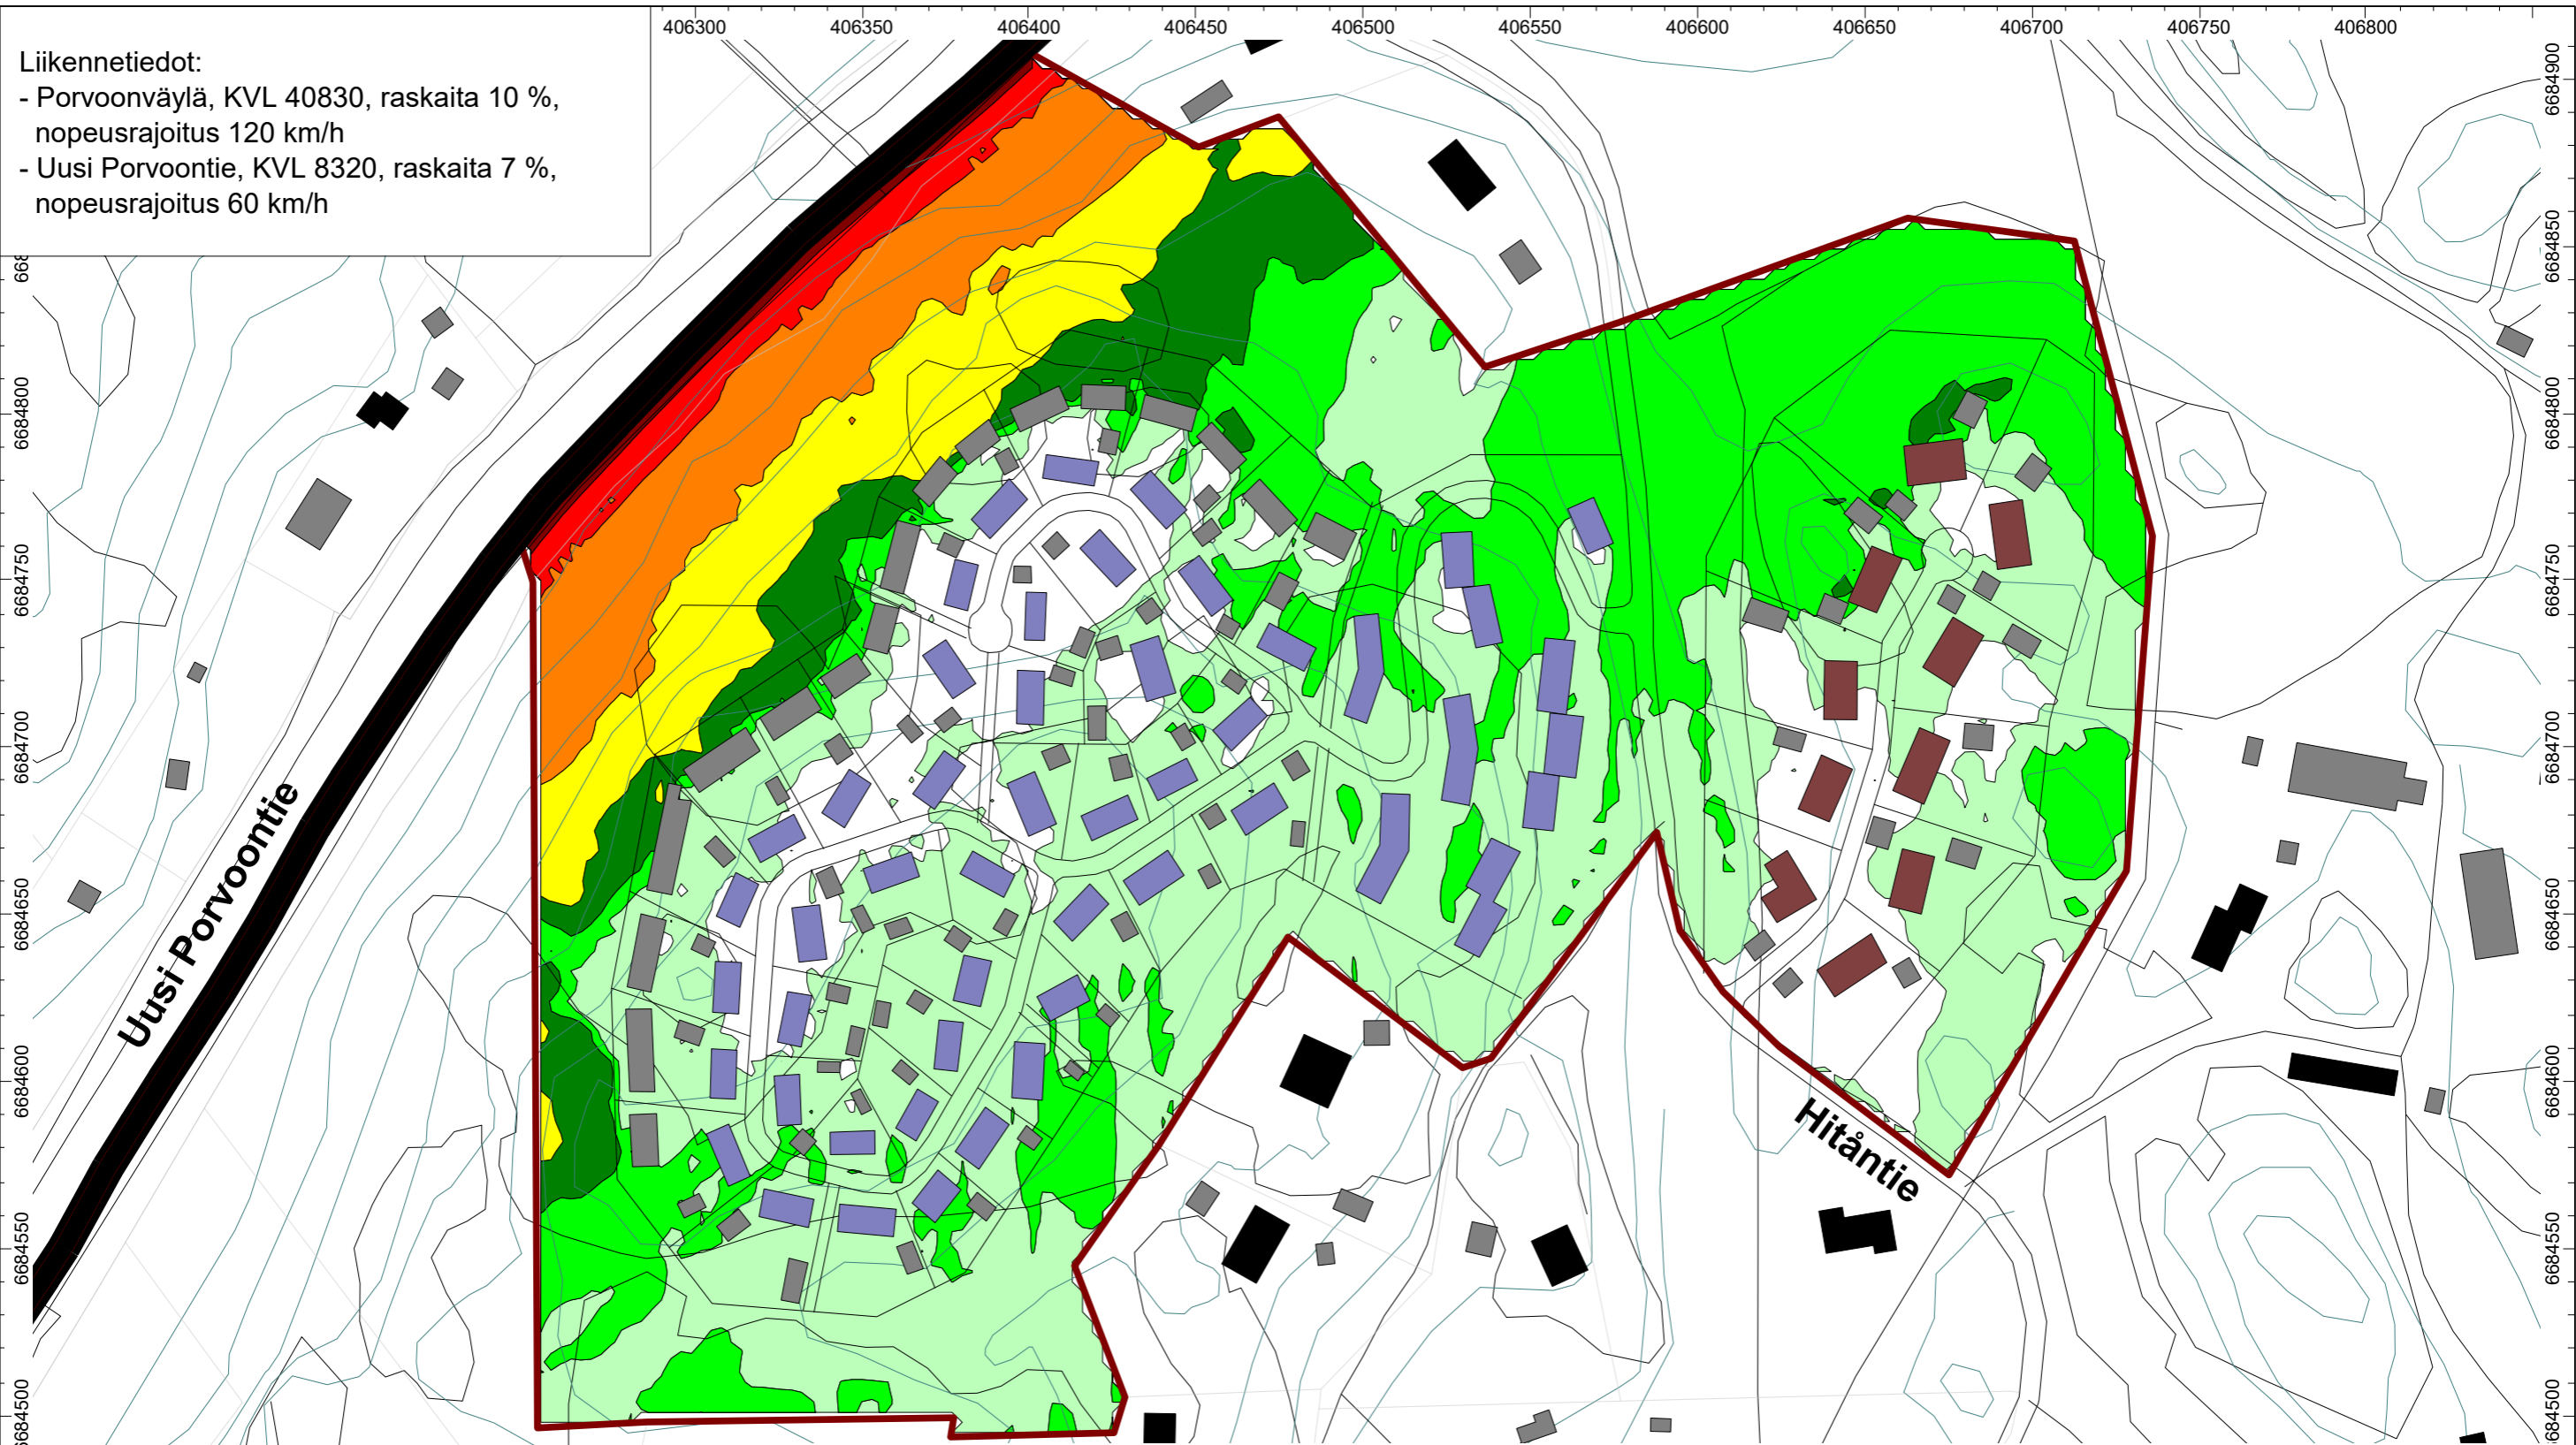 406300 406350 406400 406450 406500 406550 406600 406650 406700 406750 406800
Liikennetiedot:
- Porvoonväylä, KVL 40830, raskaita 10 %,
nopeusrajoitus 120 km/h
- Uusi Porvoontie, KVL 8320, raskaita 7 %,
nopeusrajoitus 60 km/h
668
6684800
6684750
6684700
6684650
6684600
6684550
6684500
Uusi Porvoontie
Hitåntie
6684900
6684850
6684800
6684750
6684700
6684650
6684600
6684550
6684500